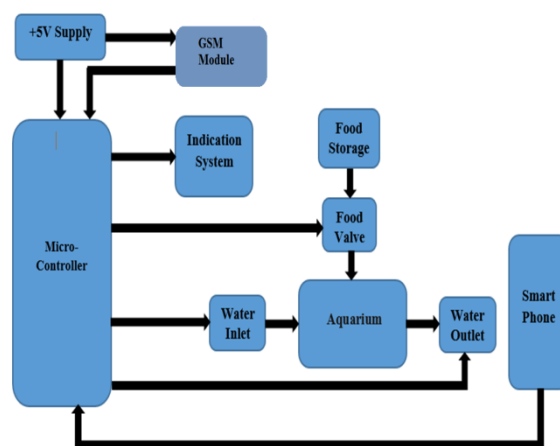 +5V Supply
GSM
Module
Indication
System
Food
Storage
Food
Valve
Micro-
Controller
Water
Inlet
Aquarium
Water
Outlet
Smart
Phone